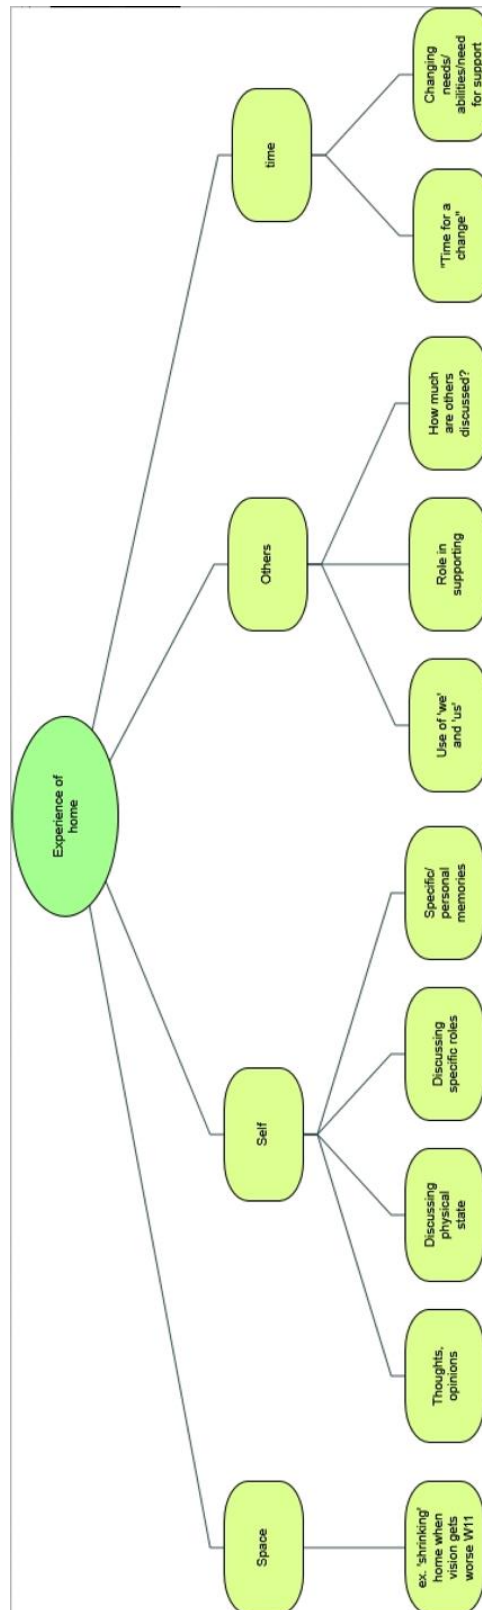 Experience of
home
Space
Self
Others
time
ex. 'shrinking'
home when
vision gets
worse W11
Thoughts,
opinions
Discussing
physical
state
Discussing
specific roles
Specific/
personal
memories
Use of 'we'
and 'us'
Role in
supporting
How much
are others
discussed?
"Time for a
change"
Changing
needs/
abilities/need
for support